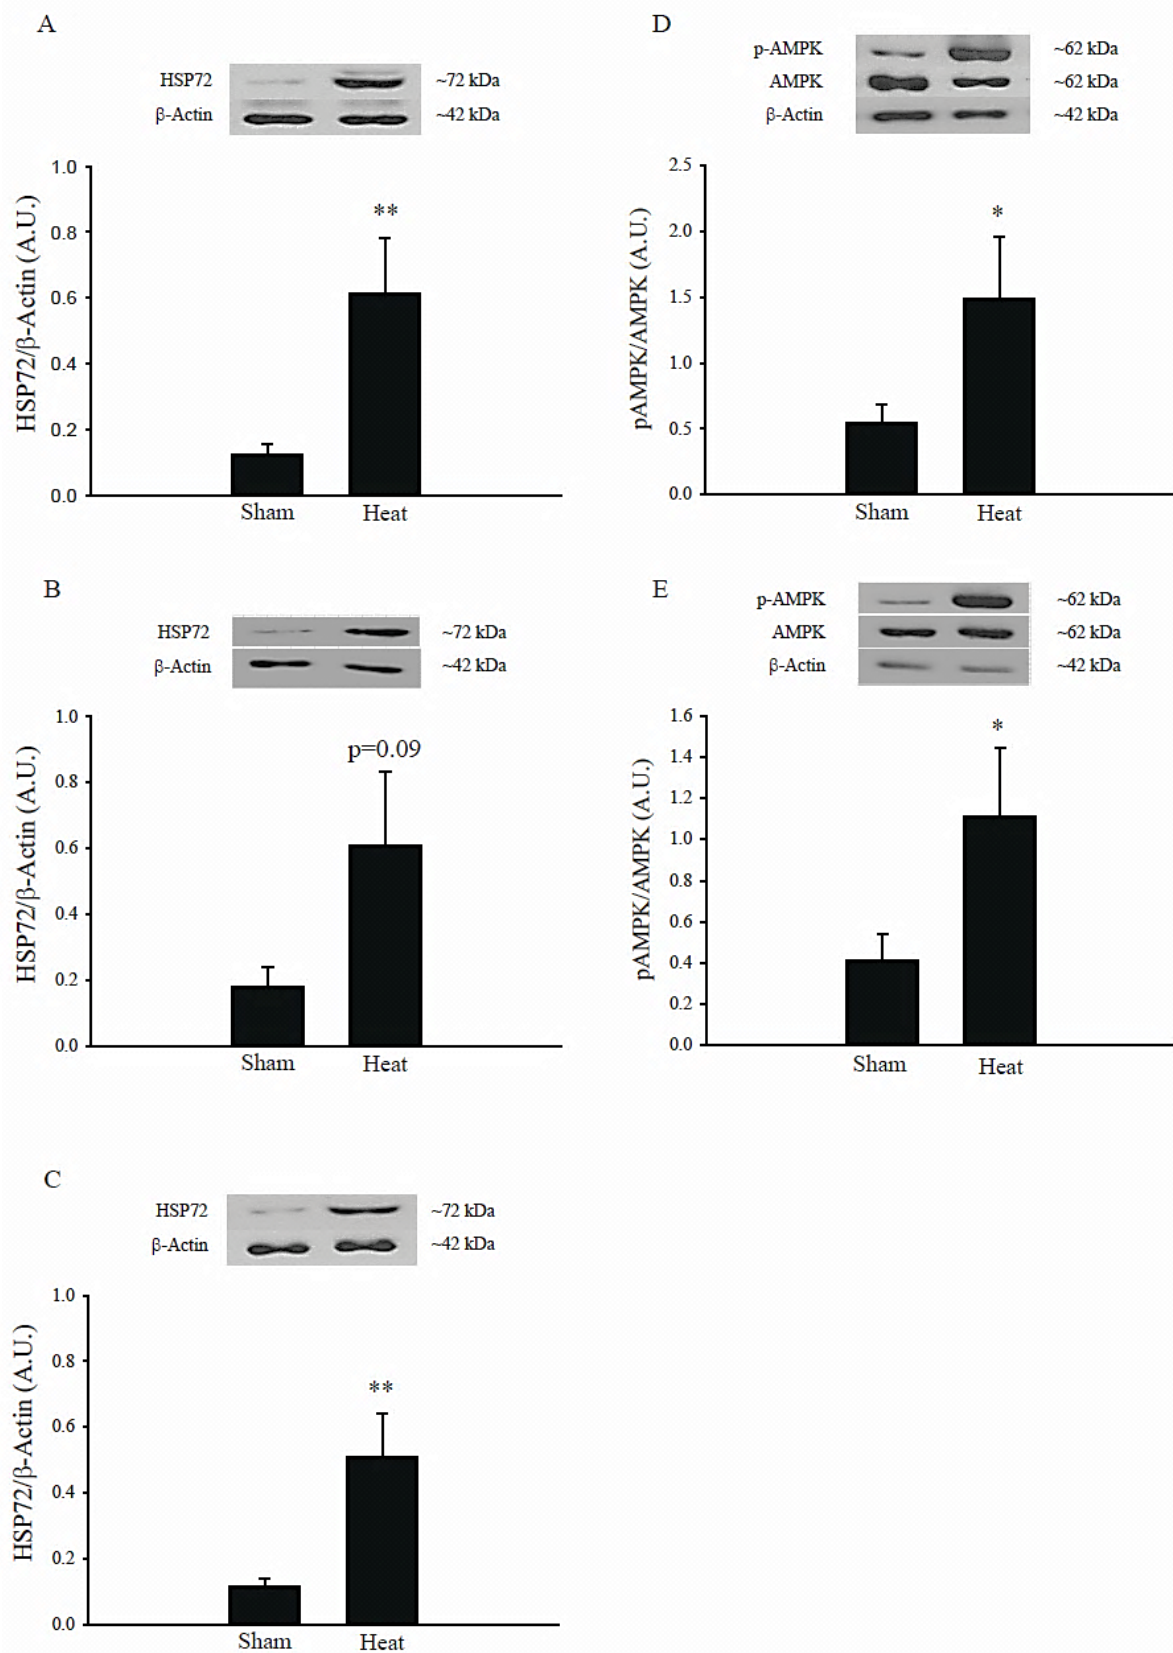 A
HSP72 ~72 kDa
β-Actin ~42 kDa
HSP72/β-Actin (A.U.)
1.0
0.8
0.6
0.4
0.2
0.0
**
Sham Heat
D
p-AMPK ~62 kDa
AMPK ~62 kDa
β-Actin ~42 kDa
pAMPK/AMPK (A.U.)
2.5
2.0
1.5
1.0
0.5
0.0
*
Sham Heat
B
HSP72 ~72 kDa
β-Actin ~42 kDa
HSP72/β-Actin (A.U.)
1.0
0.8
0.6
0.4
0.2
0.0
p=0.09
Sham Heat
E
p-AMPK ~62 kDa
AMPK ~62 kDa
β-Actin ~42 kDa
pAMPK/AMPK (A.U.)
1.6
1.4
1.2
1.0
0.8
0.6
0.4
0.2
0.0
*
Sham Heat
C
HSP72 ~72 kDa
β-Actin ~42 kDa
HSP72/β-Actin (A.U.)
1.0
0.8
0.6
0.4
0.2
0.0
**
Sham Heat